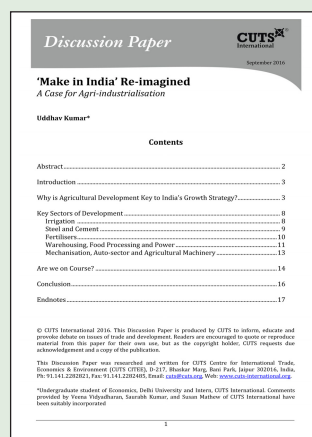 Discussion Paper
CUTS
International
September 2016
‘Make in India’ Re-imagined
A Case for Agri-industrialisation
Uddhav Kumar*
Contents
Abstract 2
Introduction 3
Why is Agricultural Development Key to India’s Growth Strategy? 3
Key Sectors of Development 8
Irrigation 8
Steel and Cement 9
Fertilisers 10
Warehousing, Food Processing and Power 11
Mechanisation, Auto-sector and Agricultural Machinery 13
Are we on Course? 14
Conclusion 16
Endnotes 17
© CUTS International 2016. This Discussion Paper is produced by CUTS to inform, educate and
provoke debate on issues of trade and development. Readers are encouraged to quote or reproduce
material from this paper for their own use, but as the copyright holder, CUTS requests due
acknowledgement and a copy of the publication.
This Discussion Paper was researched and written for CUTS Centre for International Trade,
Economics & Environment (CUTS CITEE), D-217, Bhaskar Marg, Bani Park, Jaipur 302016, India,
Ph: 91.141.2282821, Fax: 91.141.2282485, Email: cuts@cuts.org, Web: www.cuts-international.org.
*Undergraduate student of Economics, Delhi University and Intern, CUTS International. Comments
provided by Veena Vidyadharan, Saurabh Kumar, and Susan Mathew of CUTS International have
been suitably incorporated
1